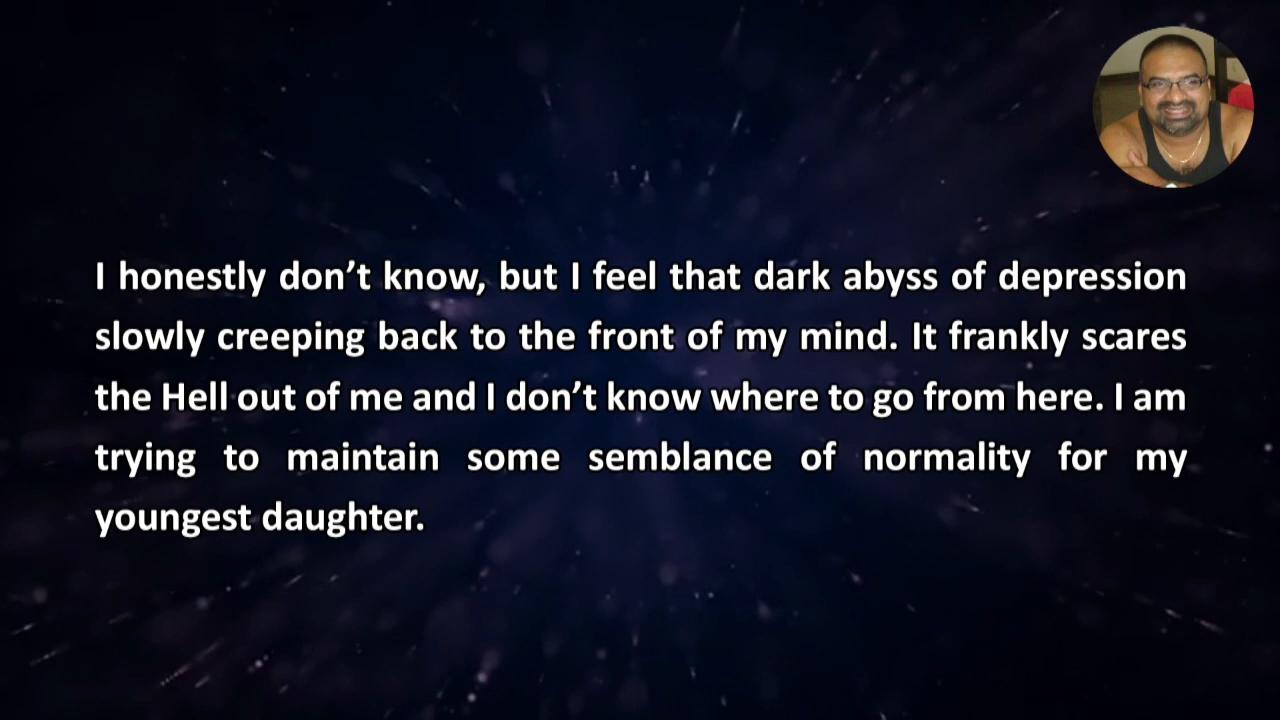 I honestly don’t know, but I feel that dark abyss of depression
slowly creeping back to the front of my mind. It frankly scares
the Hell out of me and I don’t know where to go from here. I am
trying to maintain some semblance of normality for my
youngest daughter.